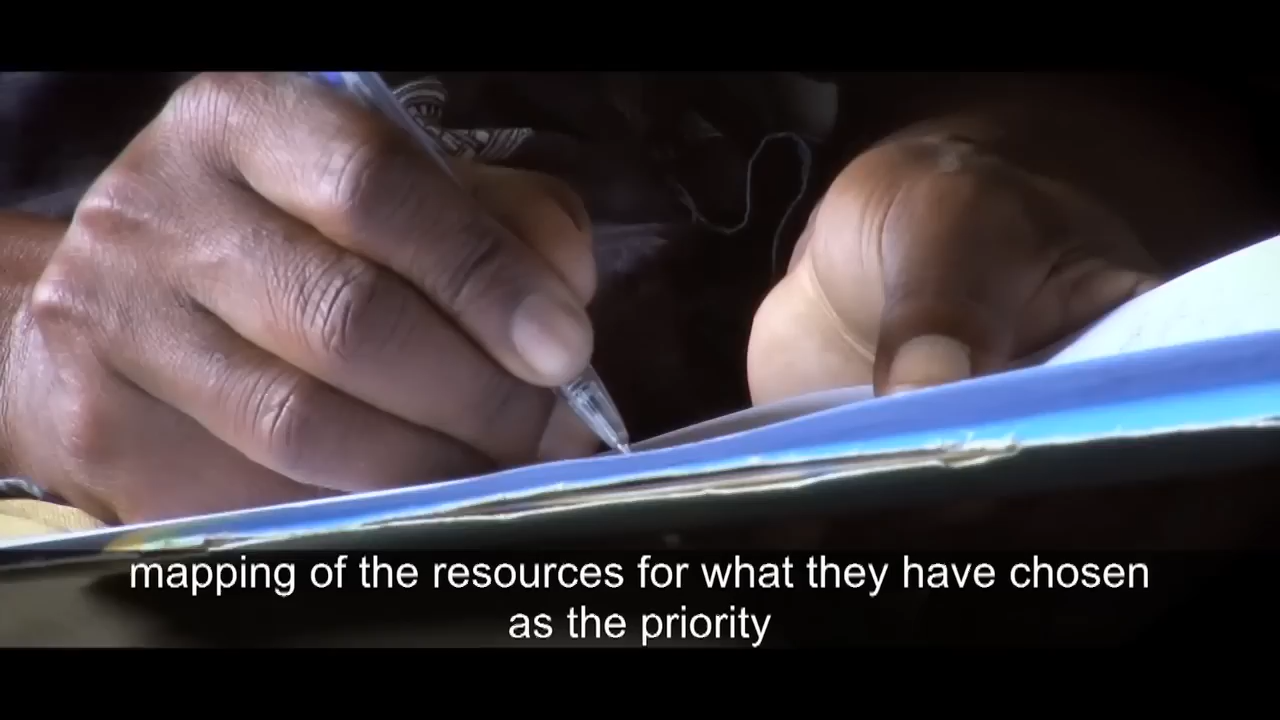 mapping of the resources for what they have chosen
as the priority